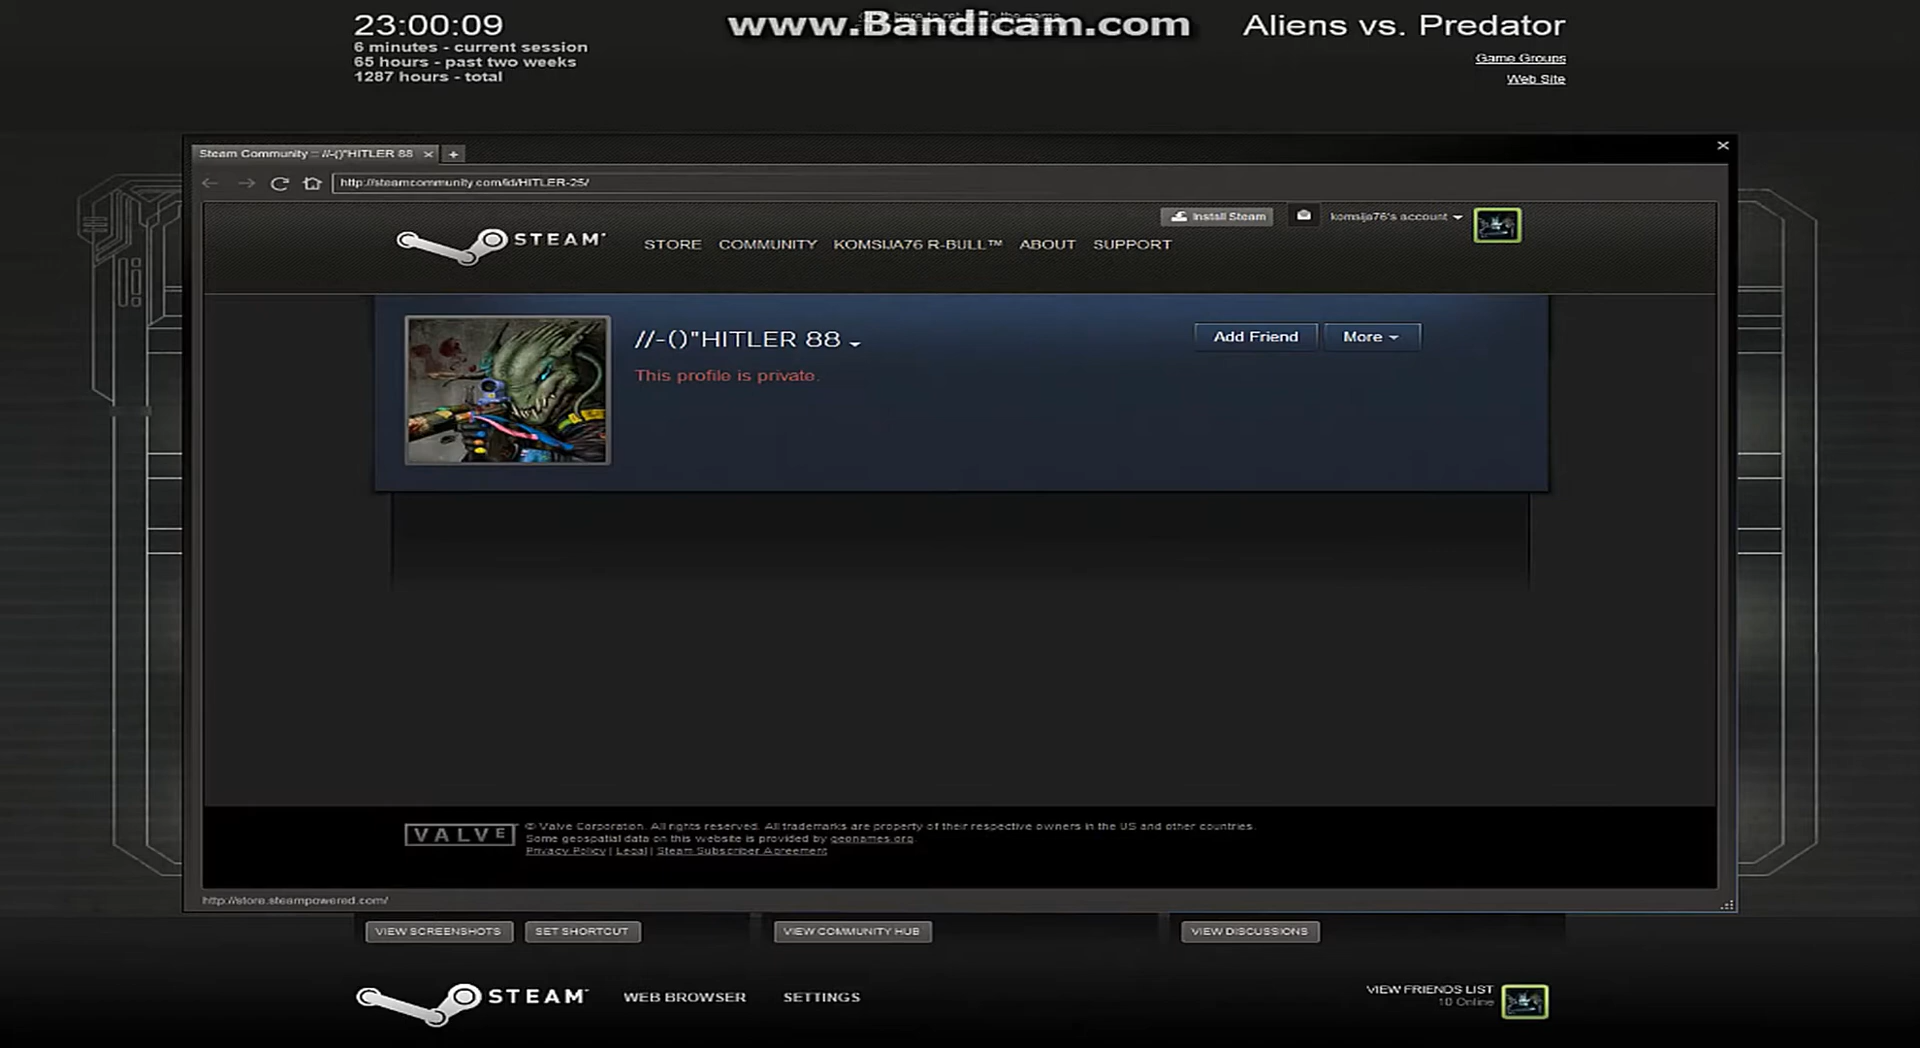 23:00:09
6 minutes - current session
65 hours - past two weeks
1287 hours - total
www.Bandicam.com
Aliens vs. Predator
Game Groups
Web Site
Steam Community :: //-()"HITLER 88
http://steamcommunity.com/id/HITLER-25/
Install Steam
komsija76's account
STEAM
STORE COMMUNITY KOMSIJA76 R-BULL™ ABOUT SUPPORT
//-()"HITLER 88
Add Friend
More
This profile is private.
VALVE
© Valve Corporation. All rights reserved. All trademarks are property of their respective owners in the US and other countries.
Some geospatial data on this website is provided by geonames.org.
Privacy Policy | Legal | Steam Subscriber Agreement
http://store.steampowered.com/
VIEW SCREENSHOTS
SET SHORTCUT
VIEW COMMUNITY HUB
VIEW DISCUSSIONS
STEAM
WEB BROWSER
SETTINGS
VIEW FRIENDS LIST
10 Online